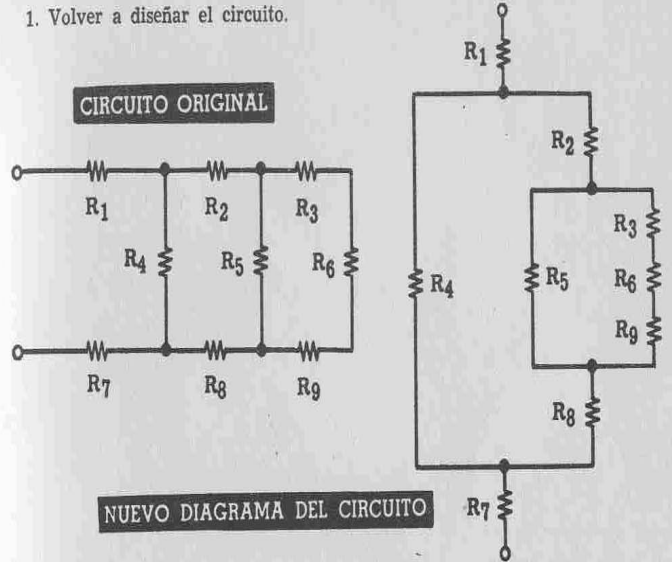 1. Volver a diseñar el circuito.
CIRCUITO ORIGINAL
R1
R2
R3
R4
R5
R6
R7
R8
R9
R1
R2
R3
R4
R5
R6
R9
R8
R7
NUEVO DIAGRAMA DEL CIRCUITO